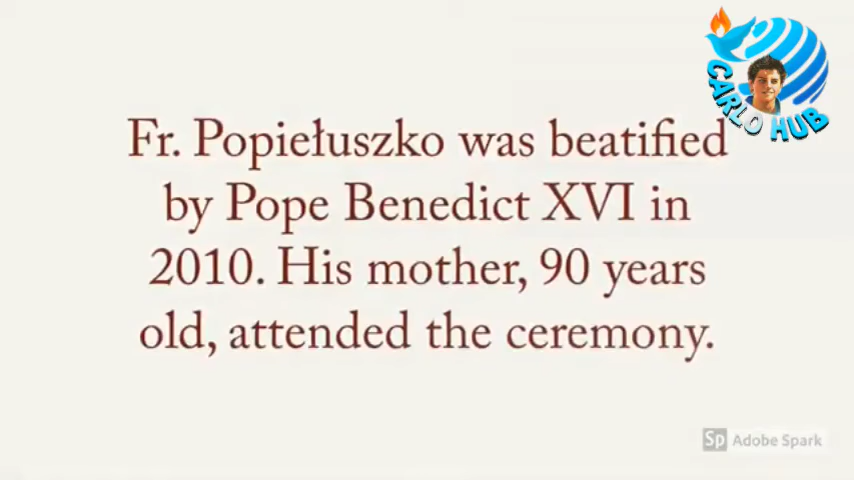 CARLO HUB
Fr. Popiełuszko was beatified
by Pope Benedict XVI in
2010. His mother, 90 years
old, attended the ceremony.
Sp Adobe Spark